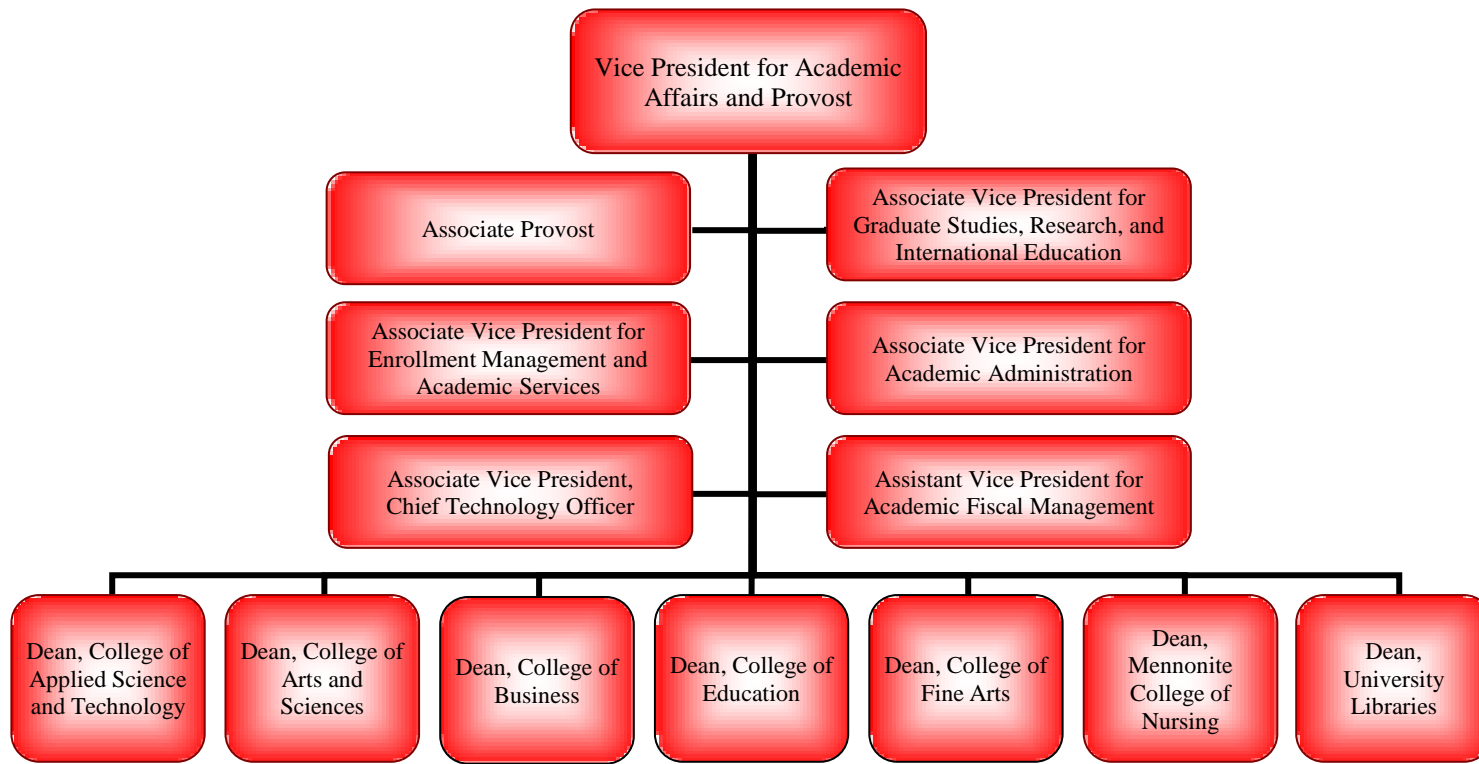 Vice President for Academic
Affairs and Provost
Associate Provost
Associate Vice President for
Graduate Studies, Research, and
International Education
Associate Vice President for
Enrollment Management and
Academic Services
Associate Vice President for
Academic Administration
Associate Vice President,
Chief Technology Officer
Assistant Vice President for
Academic Fiscal Management
Dean, College of
Applied Science
and Technology
Dean, College of
Arts and
Sciences
Dean, College of
Business
Dean, College of
Education
Dean, College of
Fine Arts
Dean,
Mennonite
College of
Nursing
Dean,
University
Libraries